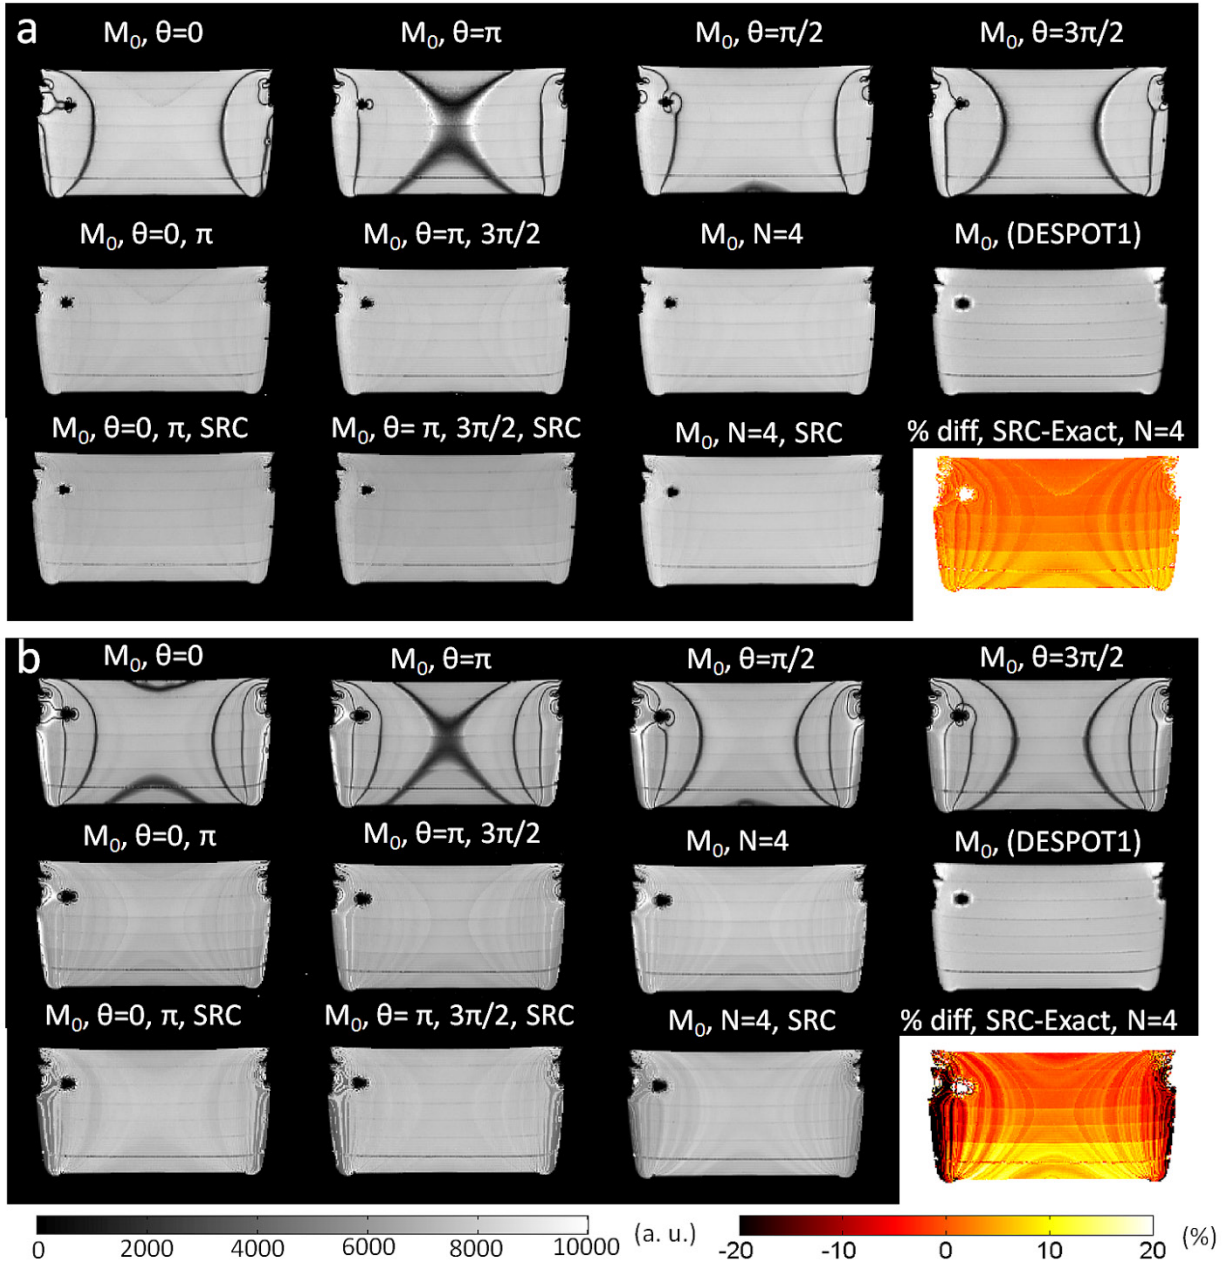 a
M₀, θ=0
M₀, θ=π
M₀, θ=π/2
M₀, θ=3π/2
M₀, θ=0, π
M₀, θ=π, 3π/2
M₀, N=4
M₀, (DESPOT1)
M₀, θ=0, π, SRC
M₀, θ= π, 3π/2, SRC
M₀, N=4, SRC
% diff, SRC-Exact, N=4
b
M₀, θ=0
M₀, θ=π
M₀, θ=π/2
M₀, θ=3π/2
M₀, θ=0, π
M₀, θ=π, 3π/2
M₀, N=4
M₀, (DESPOT1)
M₀, θ=0, π, SRC
M₀, θ= π, 3π/2, SRC
M₀, N=4, SRC
% diff, SRC-Exact, N=4
0 2000 4000 6000 8000 10000 (a. u.)
-20 -10 0 10 20 (%)